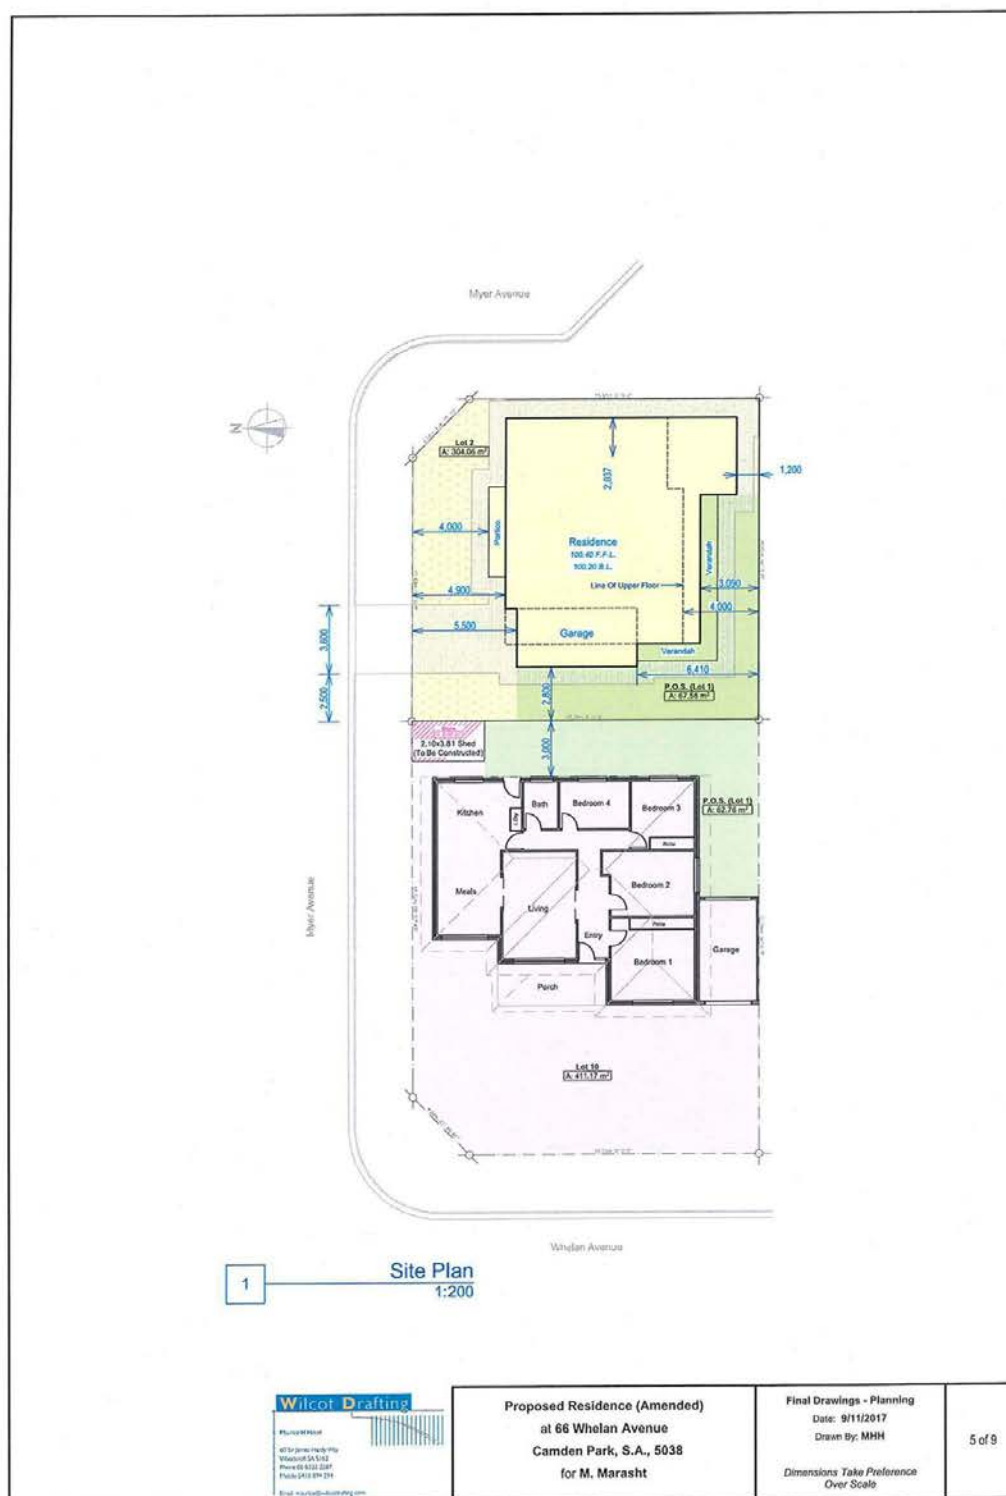 Myer Avenue
N
Lot 2
A: 304.06 m²
2,037
1,200
4,000
Portico
Residence
100.40 F.F.L.
100.20 B.L.
Verandah
Line Of Upper Floor
3,090
4,900
4,000
5,500
Garage
3,600
Verandah
6,410
2,500
2,800
P.O.S. (Lot 1)
A: 67.58 m²
2.10x3.81 Shed
(To Be Constructed)
3,000
Kitchen
Bath
Bedroom 4
Bedroom 3
P.O.S. (Lot 1)
A: 62.76 m²
Meals
Living
Bedroom 2
Myer Avenue
Entry
Bedroom 1
Garage
Porch
Lot 10
A: 411.17 m²
Whelan Avenue
1
Site Plan
1:200
Wilcot Drafting
Proposed Residence (Amended)
at 66 Whelan Avenue
Camden Park, S.A., 5038
for M. Marasht
Final Drawings - Planning
Date: 9/11/2017
Drawn By: MHH
Dimensions Take Preference
Over Scale
5 of 9